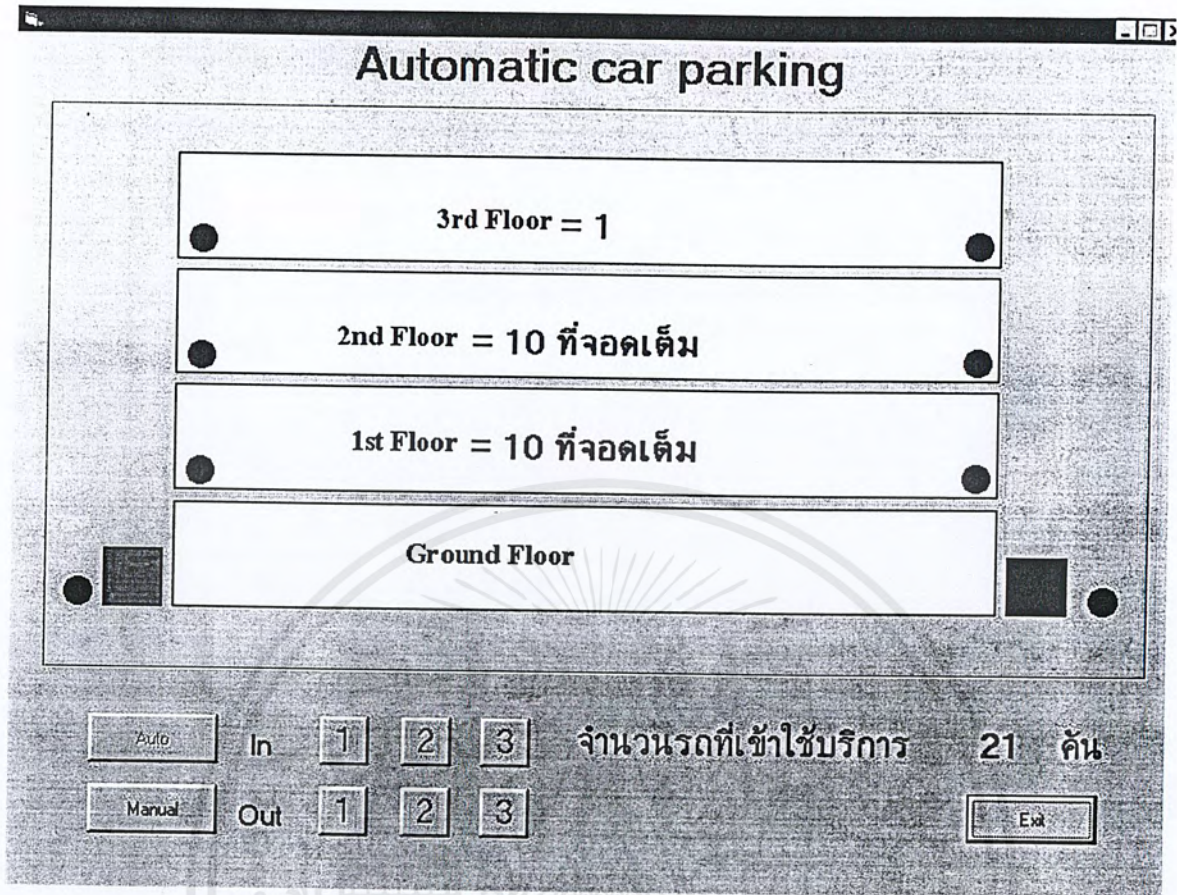 Automatic car parking
3rd Floor = 1
2nd Floor = 10 ที่จอดเต็ม
1st Floor = 10 ที่จอดเต็ม
Ground Floor
Auto In 1 2 3 จำนวนรถที่เข้าใช้บริการ 21 คัน
Manual Out 1 2 3 Exit